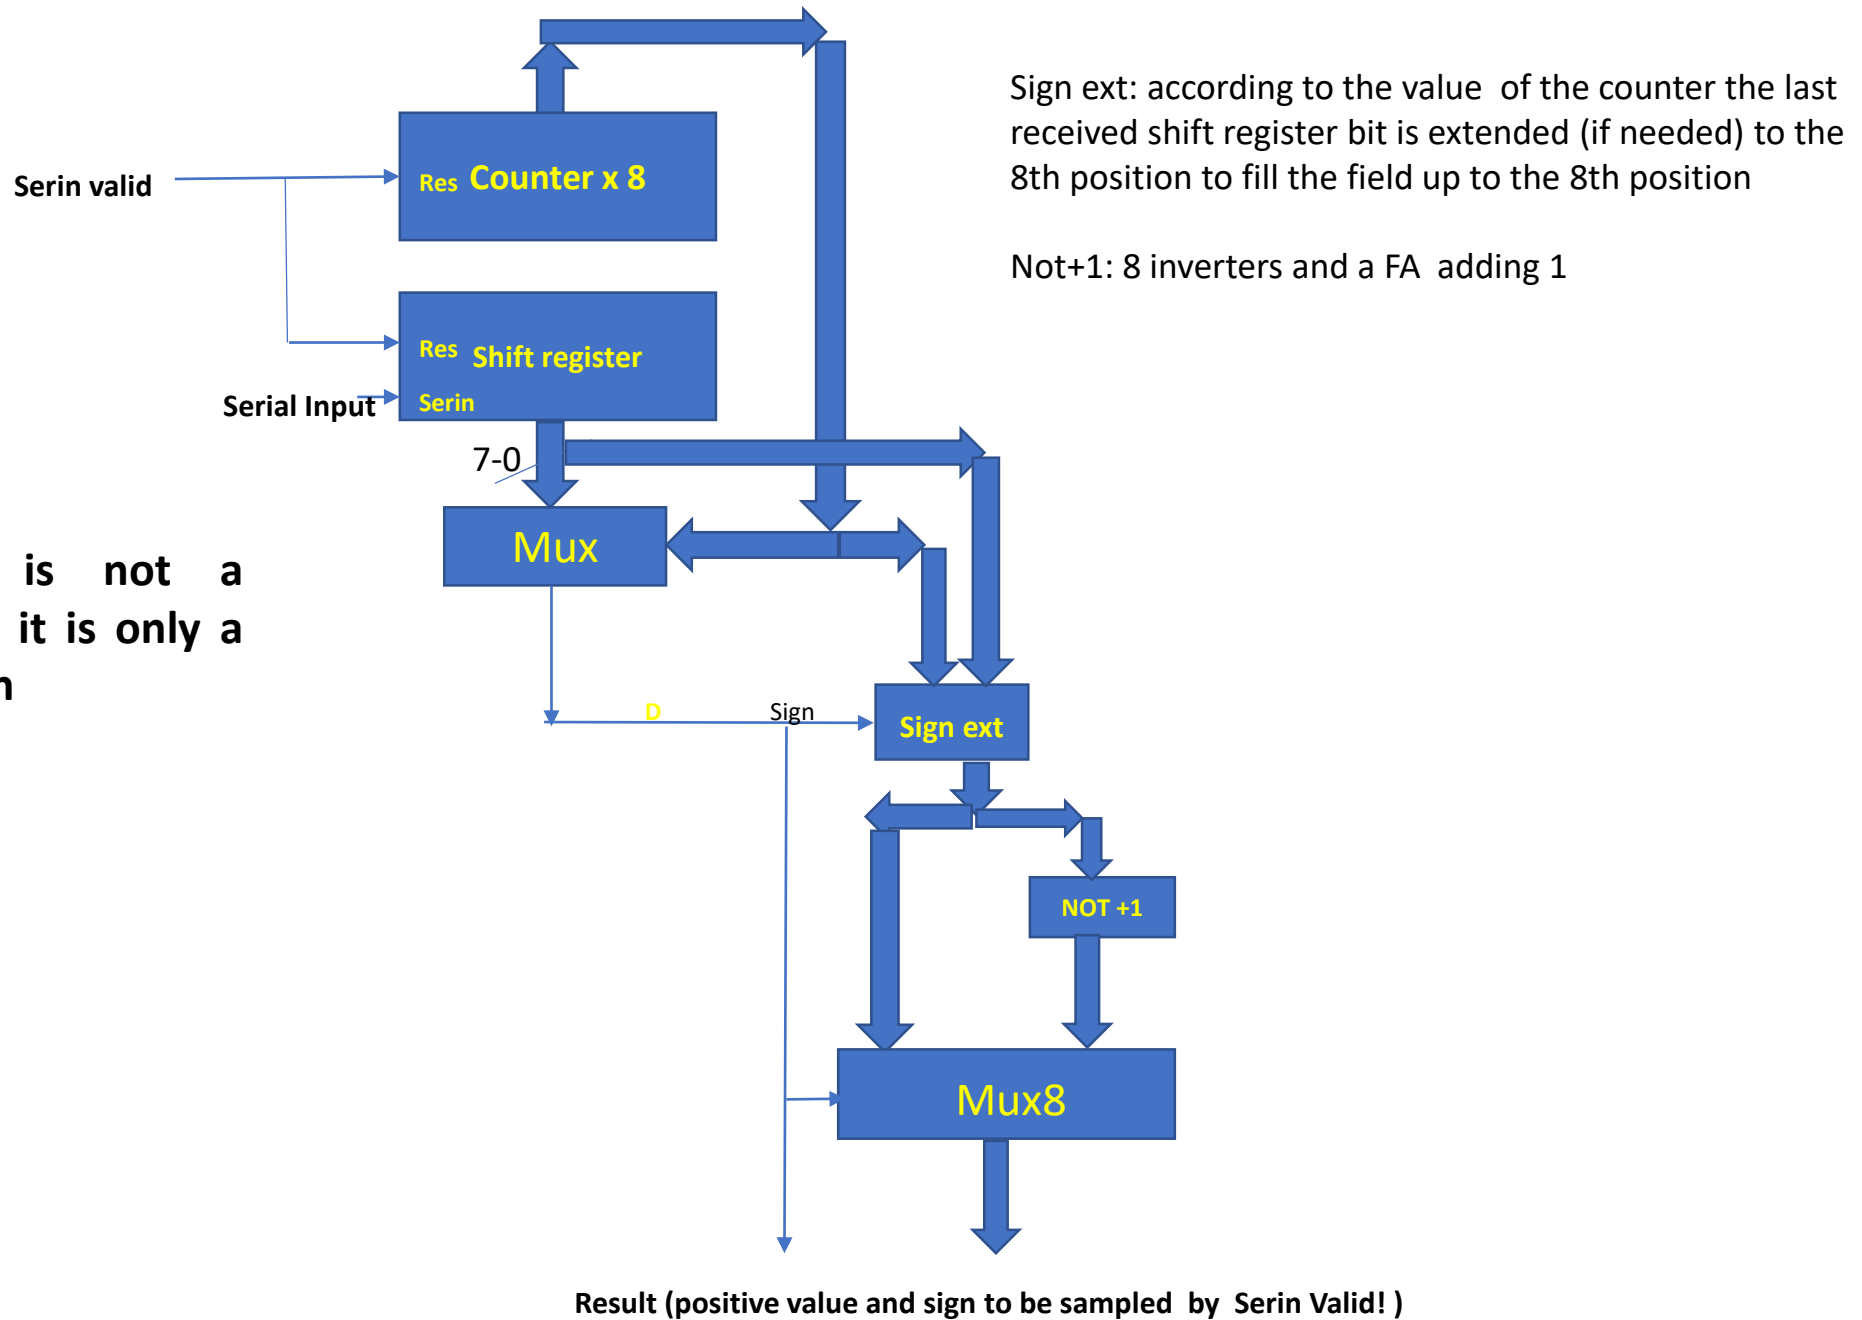 Sign ext: according to the value of the counter the last
received shift register bit is extended (if needed) to the
8th position to fill the field up to the 8th position
Not+1: 8 inverters and a FA adding 1
Serin valid
Res Counter x 8
Res Shift register
Serial Input
Serin
7-0
Mux
is not a
it is only a
n
D
Sign
Sign ext
NOT +1
Mux8
Result (positive value and sign to be sampled by Serin Valid! )